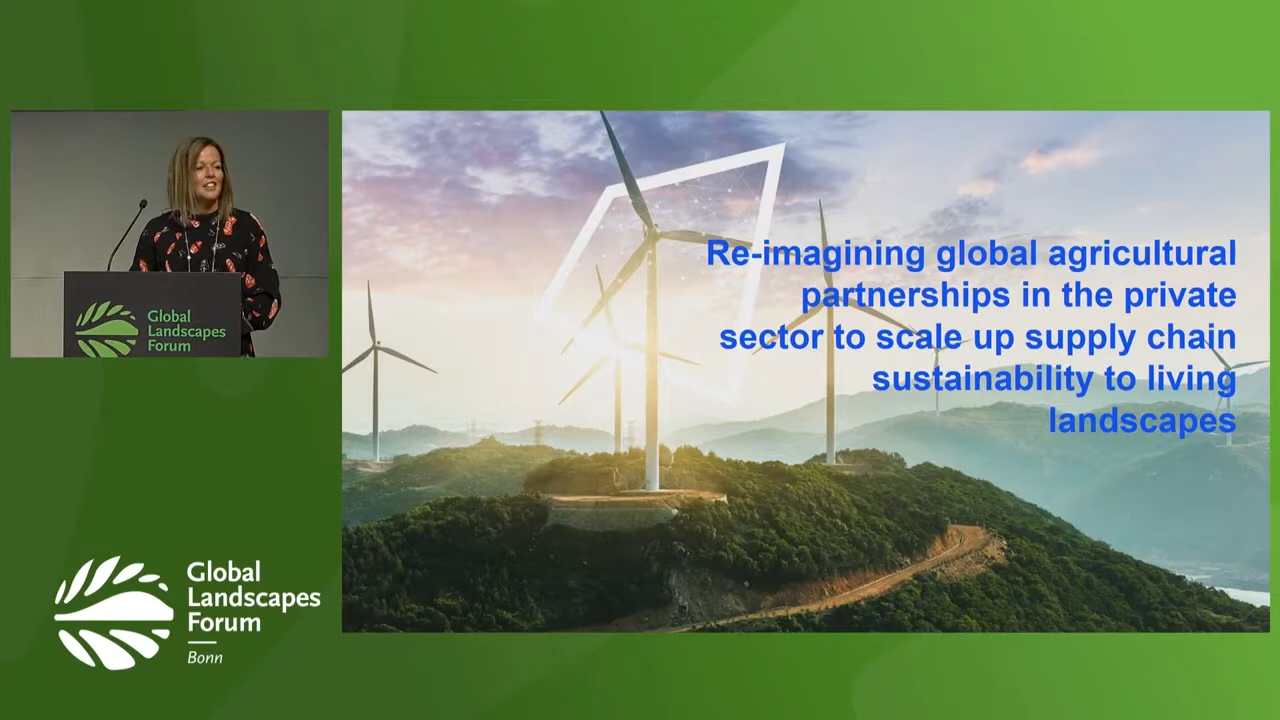 Global
Landscapes
Forum
Re-imagining global agricultural
partnerships in the private
sector to scale up supply chain
sustainability to living
landscapes
Global
Landscapes
Forum
Bonn